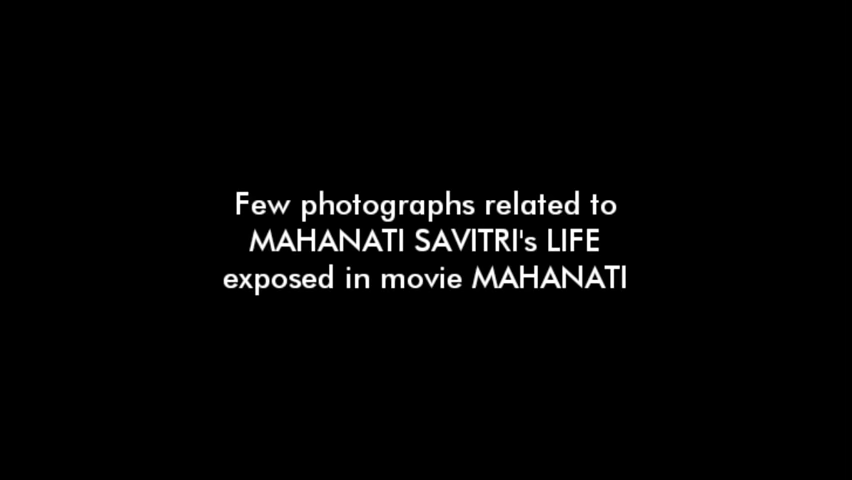 Few photographs related to
MAHANATI SAVITRI's LIFE
exposed in movie MAHANATI